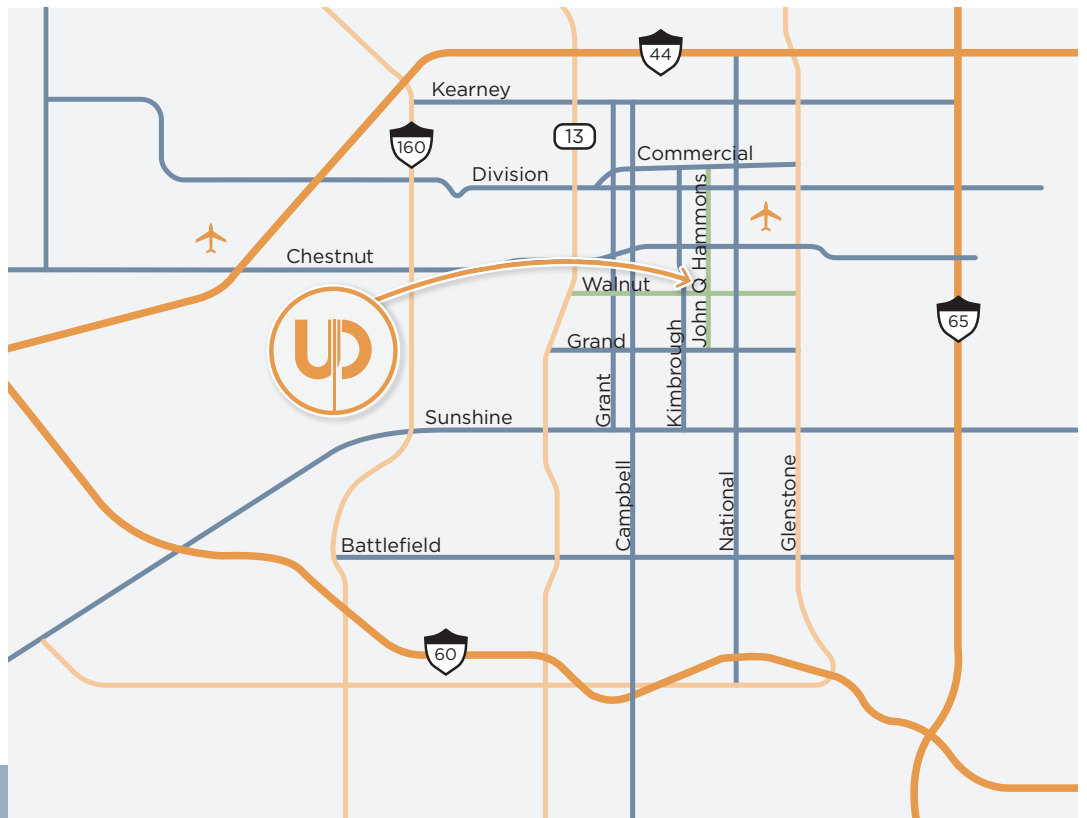 44
Kearney
13
160
Commercial
Division
John Q Hammons
Chestnut
Walnut
65
UD
Grand
Kimbrough
Grant
Sunshine
Campbell
National
Glenstone
Battlefield
60